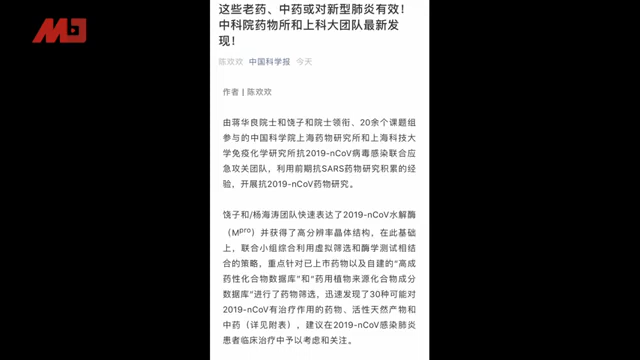 MbJ
这些老药、中药或对新型肺炎有效！
中科院药物所和上科大团队最新发
现！
陈欢欢 中国科学报 今天
作者 | 陈欢欢
由蒋华良院士和饶子和院士领衔、20余个课题组
参与的中国科学院上海药物研究所和上海科技大
学免疫化学研究所抗2019-nCoV病毒感染联合应
急攻关团队，利用前期抗SARS药物研究积累的经
验，开展抗2019-nCoV药物研究。
饶子和/杨海涛团队快速表达了2019-nCoV水解酶
（Mpro）并获得了高分辨率晶体结构，在此基础
上，联合小组综合利用虚拟筛选和酶学测试相结
合的策略，重点针对已上市药物以及自建的“高成
药性化合物数据库”和“药用植物来源化合物成分
数据库”进行了药物筛选，迅速发现了30种可能对
2019-nCoV有治疗作用的药物、活性天然产物和
中药（详见附表），建议在2019-nCoV感染肺炎
患者临床治疗中予以考虑和关注。